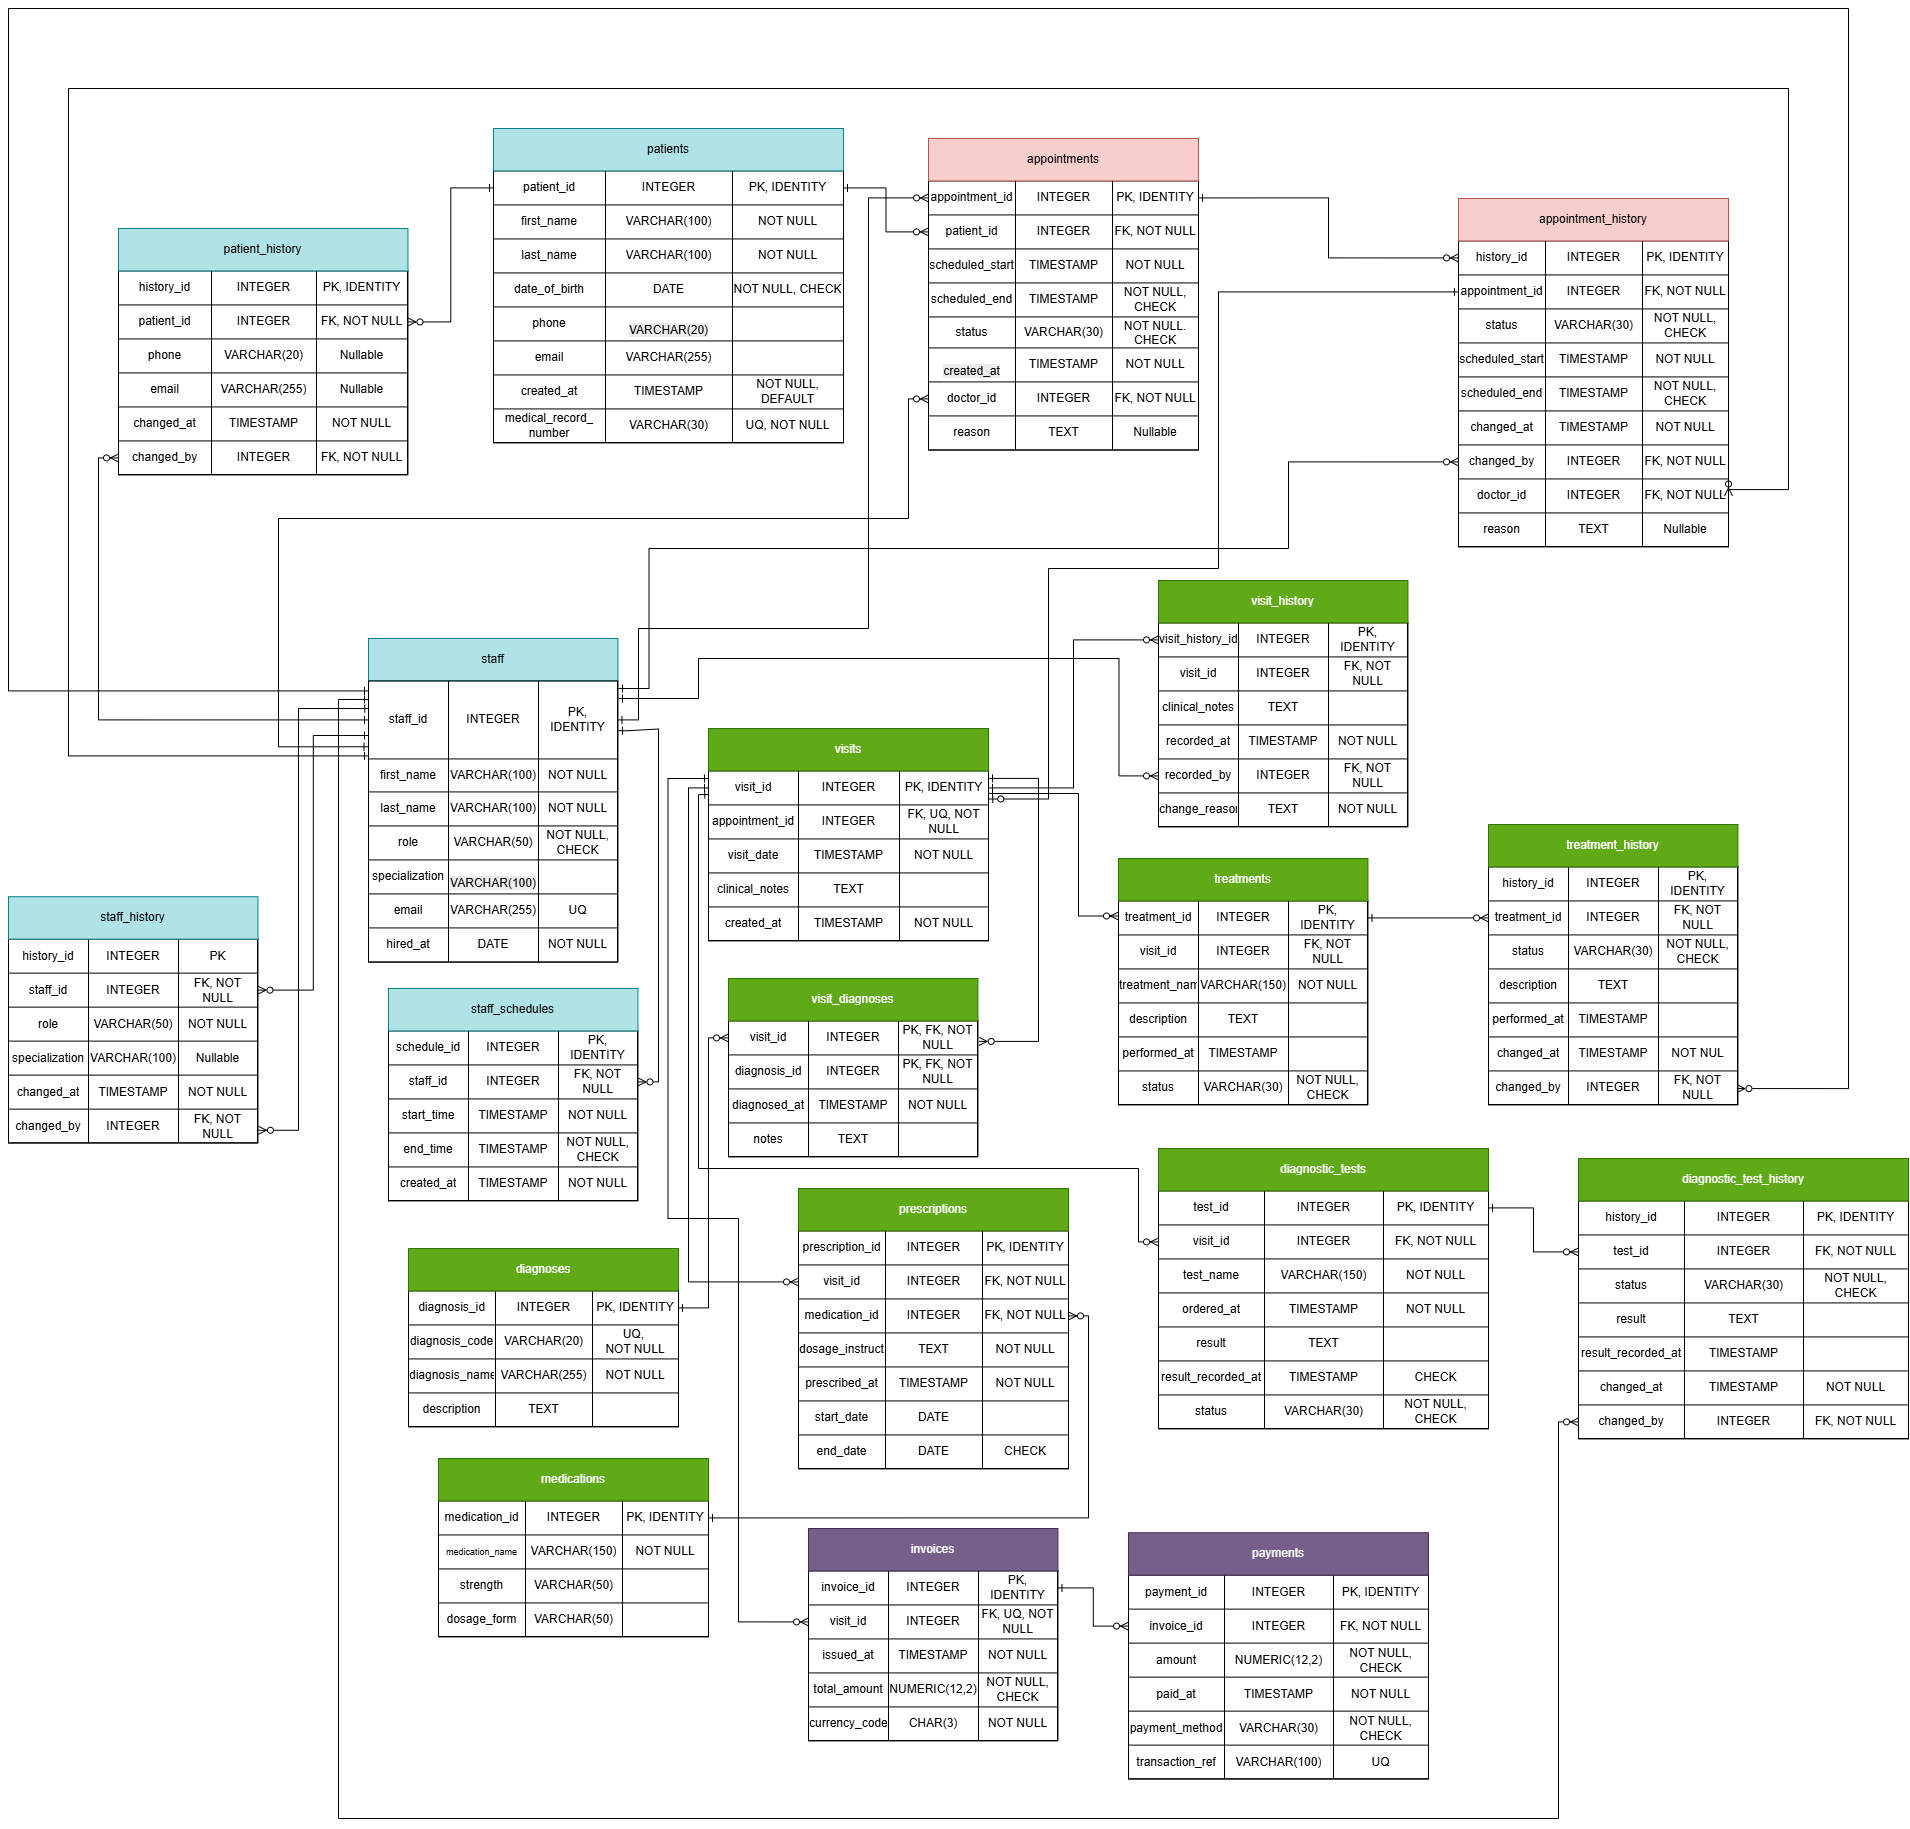 patients
patient_id INTEGER PK, IDENTITY
first_name VARCHAR(100) NOT NULL
last_name VARCHAR(100) NOT NULL
date_of_birth DATE NOT NULL, CHECK
phone VARCHAR(20)
email VARCHAR(255)
created_at TIMESTAMP NOT NULL,
DEFAULT
medical_record_
number VARCHAR(30) UQ, NOT NULL
appointments
appointment_id INTEGER PK, IDENTITY
patient_id INTEGER FK, NOT NULL
scheduled_start TIMESTAMP NOT NULL
scheduled_end TIMESTAMP NOT NULL,
CHECK
status VARCHAR(30) NOT NULL.
CHECK
created_at TIMESTAMP NOT NULL
doctor_id INTEGER FK, NOT NULL
reason TEXT Nullable
appointment_history
history_id INTEGER PK, IDENTITY
appointment_id INTEGER FK, NOT NULL
status VARCHAR(30) NOT NULL,
CHECK
scheduled_start TIMESTAMP NOT NULL
scheduled_end TIMESTAMP NOT NULL,
CHECK
changed_at TIMESTAMP NOT NULL
changed_by INTEGER FK, NOT NULL
doctor_id INTEGER FK, NOT NULL
reason TEXT Nullable
patient_history
history_id INTEGER PK, IDENTITY
patient_id INTEGER FK, NOT NULL
phone VARCHAR(20) Nullable
email VARCHAR(255) Nullable
changed_at TIMESTAMP NOT NULL
changed_by INTEGER FK, NOT NULL
visit_history
visit_history_id INTEGER PK,
IDENTITY
visit_id INTEGER FK, NOT
NULL
clinical_notes TEXT
recorded_at TIMESTAMP NOT NULL
recorded_by INTEGER FK, NOT
NULL
change_reason TEXT NOT NULL
staff
staff_id INTEGER PK,
IDENTITY
first_name VARCHAR(100) NOT NULL
last_name VARCHAR(100) NOT NULL
role VARCHAR(50) NOT NULL,
CHECK
specialization VARCHAR(100)
email VARCHAR(255) UQ
hired_at DATE NOT NULL
visits
visit_id INTEGER PK, IDENTITY
appointment_id INTEGER FK, UQ, NOT
NULL
visit_date TIMESTAMP NOT NULL
clinical_notes TEXT
created_at TIMESTAMP NOT NULL
treatments
treatment_id INTEGER PK,
IDENTITY
visit_id INTEGER FK, NOT
NULL
treatment_nam VARCHAR(150) NOT NULL
description TEXT
performed_at TIMESTAMP
status VARCHAR(30) NOT NULL,
CHECK
treatment_history
history_id INTEGER PK,
IDENTITY
treatment_id INTEGER FK, NOT
NULL
status VARCHAR(30) NOT NULL,
CHECK
description TEXT
performed_at TIMESTAMP
changed_at TIMESTAMP NOT NUL
changed_by INTEGER FK, NOT
NULL
staff_history
history_id INTEGER PK
staff_id INTEGER FK, NOT
NULL
role VARCHAR(50) NOT NULL
specialization VARCHAR(100) Nullable
changed_at TIMESTAMP NOT NULL
changed_by INTEGER FK, NOT
NULL
staff_schedules
schedule_id INTEGER PK,
IDENTITY
staff_id INTEGER FK, NOT
NULL
start_time TIMESTAMP NOT NULL
end_time TIMESTAMP NOT NULL,
CHECK
created_at TIMESTAMP NOT NULL
visit_diagnoses
visit_id INTEGER PK, FK, NOT
NULL
diagnosis_id INTEGER PK, FK, NOT
NULL
diagnosed_at TIMESTAMP NOT NULL
notes TEXT
diagnostic_tests
test_id INTEGER PK, IDENTITY
visit_id INTEGER FK, NOT NULL
test_name VARCHAR(150) NOT NULL
ordered_at TIMESTAMP NOT NULL
result TEXT
result_recorded_at TIMESTAMP CHECK
status VARCHAR(30) NOT NULL,
CHECK
diagnostic_test_history
history_id INTEGER PK, IDENTITY
test_id INTEGER FK, NOT NULL
status VARCHAR(30) NOT NULL,
CHECK
result TEXT
result_recorded_at TIMESTAMP
changed_at TIMESTAMP NOT NULL
changed_by INTEGER FK, NOT NULL
prescriptions
prescription_id INTEGER PK, IDENTITY
visit_id INTEGER FK, NOT NULL
medication_id INTEGER FK, NOT NULL
dosage_instruct TEXT NOT NULL
prescribed_at TIMESTAMP NOT NULL
start_date DATE
end_date DATE CHECK
diagnoses
diagnosis_id INTEGER PK, IDENTITY
diagnosis_code VARCHAR(20) UQ,
NOT NULL
diagnosis_name VARCHAR(255) NOT NULL
description TEXT
medications
medication_id INTEGER PK, IDENTITY
medication_name VARCHAR(150) NOT NULL
strength VARCHAR(50)
dosage_form VARCHAR(50)
invoices
invoice_id INTEGER PK,
IDENTITY
visit_id INTEGER FK, UQ, NOT
NULL
issued_at TIMESTAMP NOT NULL
total_amount NUMERIC(12,2) NOT NULL,
CHECK
currency_code CHAR(3) NOT NULL
payments
payment_id INTEGER PK, IDENTITY
invoice_id INTEGER FK, NOT NULL
amount NUMERIC(12,2) NOT NULL,
CHECK
paid_at TIMESTAMP NOT NULL
payment_method VARCHAR(30) NOT NULL,
CHECK
transaction_ref VARCHAR(100) UQ